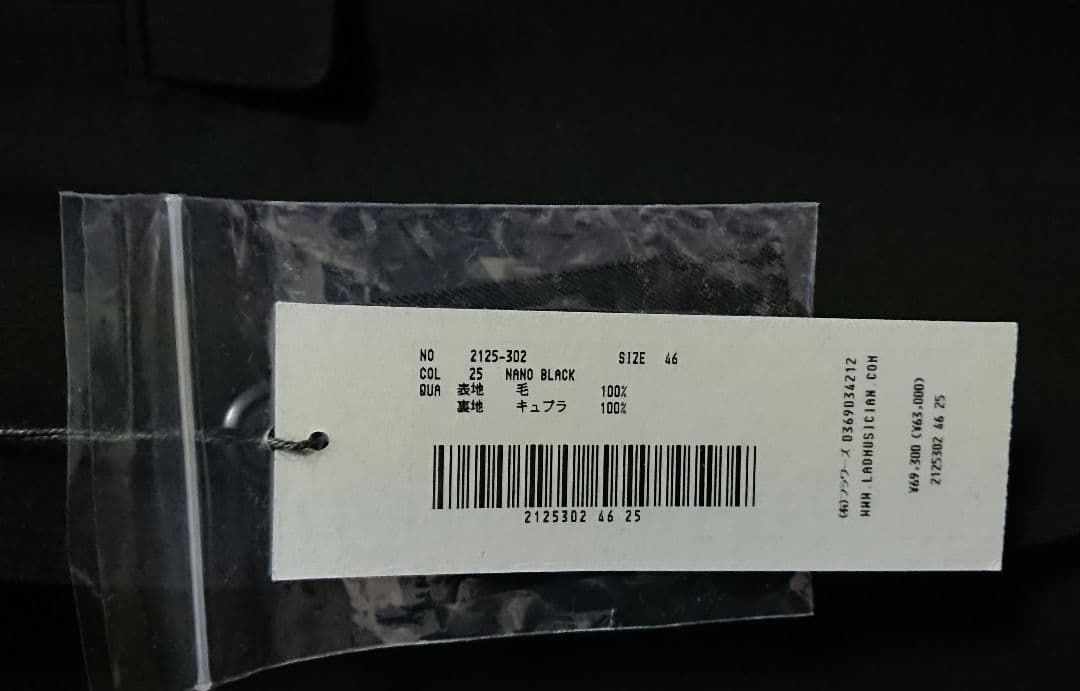 NO 2125-302 SIZE 46
COL 25 NANO BLACK
QUA 表地 毛 100%
裏地 キュプラ 100%
2125302 46 25
(有)フラワーズ 0369034212
WWW.LADMUSICIAN.COM
¥69,300 (¥63,000)
2125302 46 25